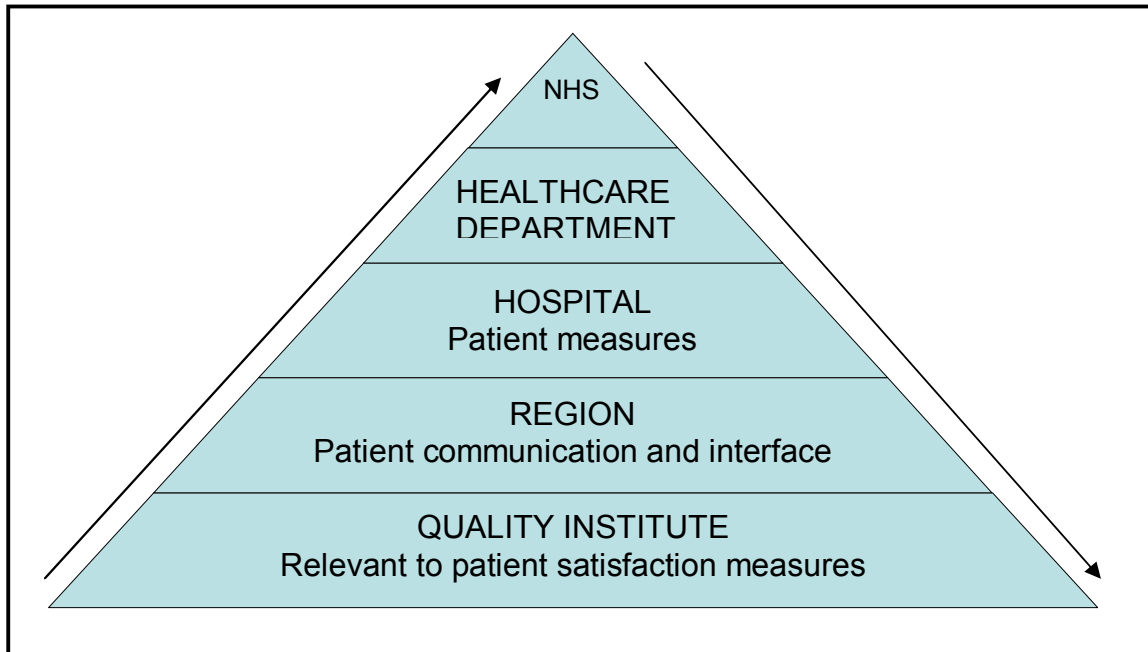 NHS
HEALTHCARE
DEPARTMENT
HOSPITAL
Patient measures
REGION
Patient communication and interface
QUALITY INSTITUTE
Relevant to patient satisfaction measures